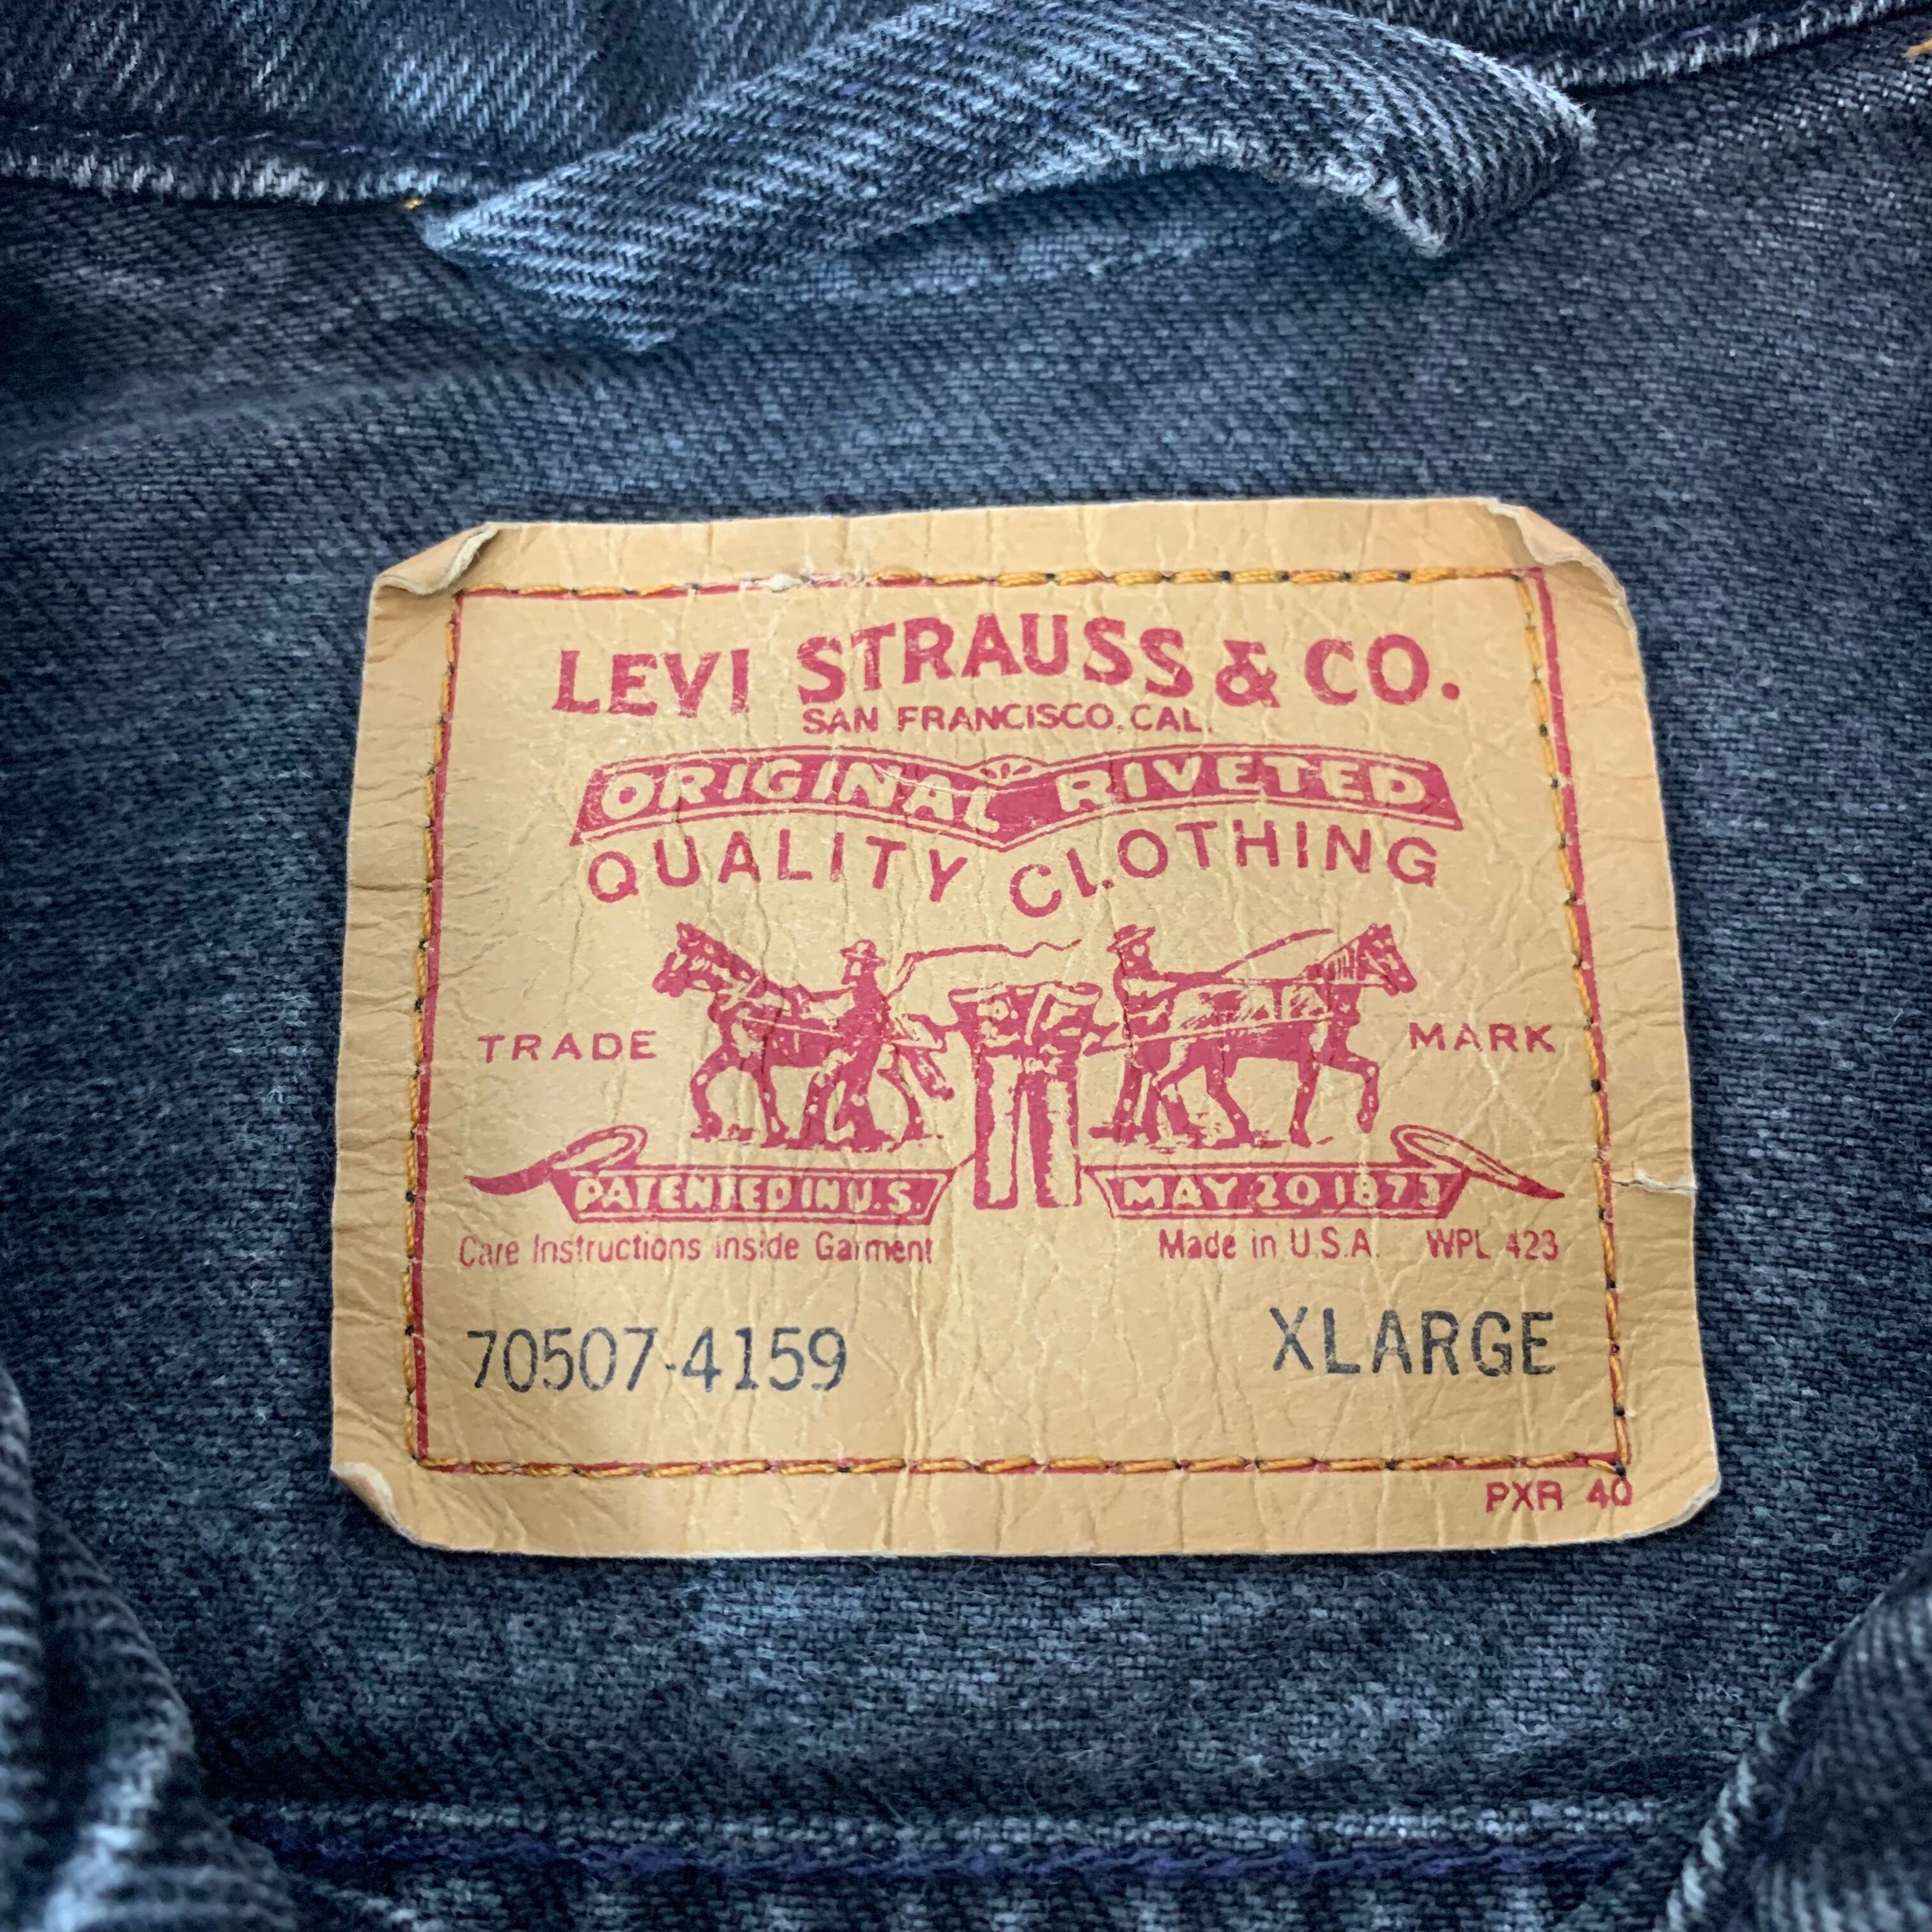 LEVI STRAUSS & CO.
SAN FRANCISCO, CAL.
ORIGINAL RIVETED
QUALITY CLOTHING
TRADE MARK
PATENTED IN U.S. MAY 20 1873
Care Instructions Inside Garment Made in U.S.A. WPL 423
70507-4159 XLARGE
PXR 40